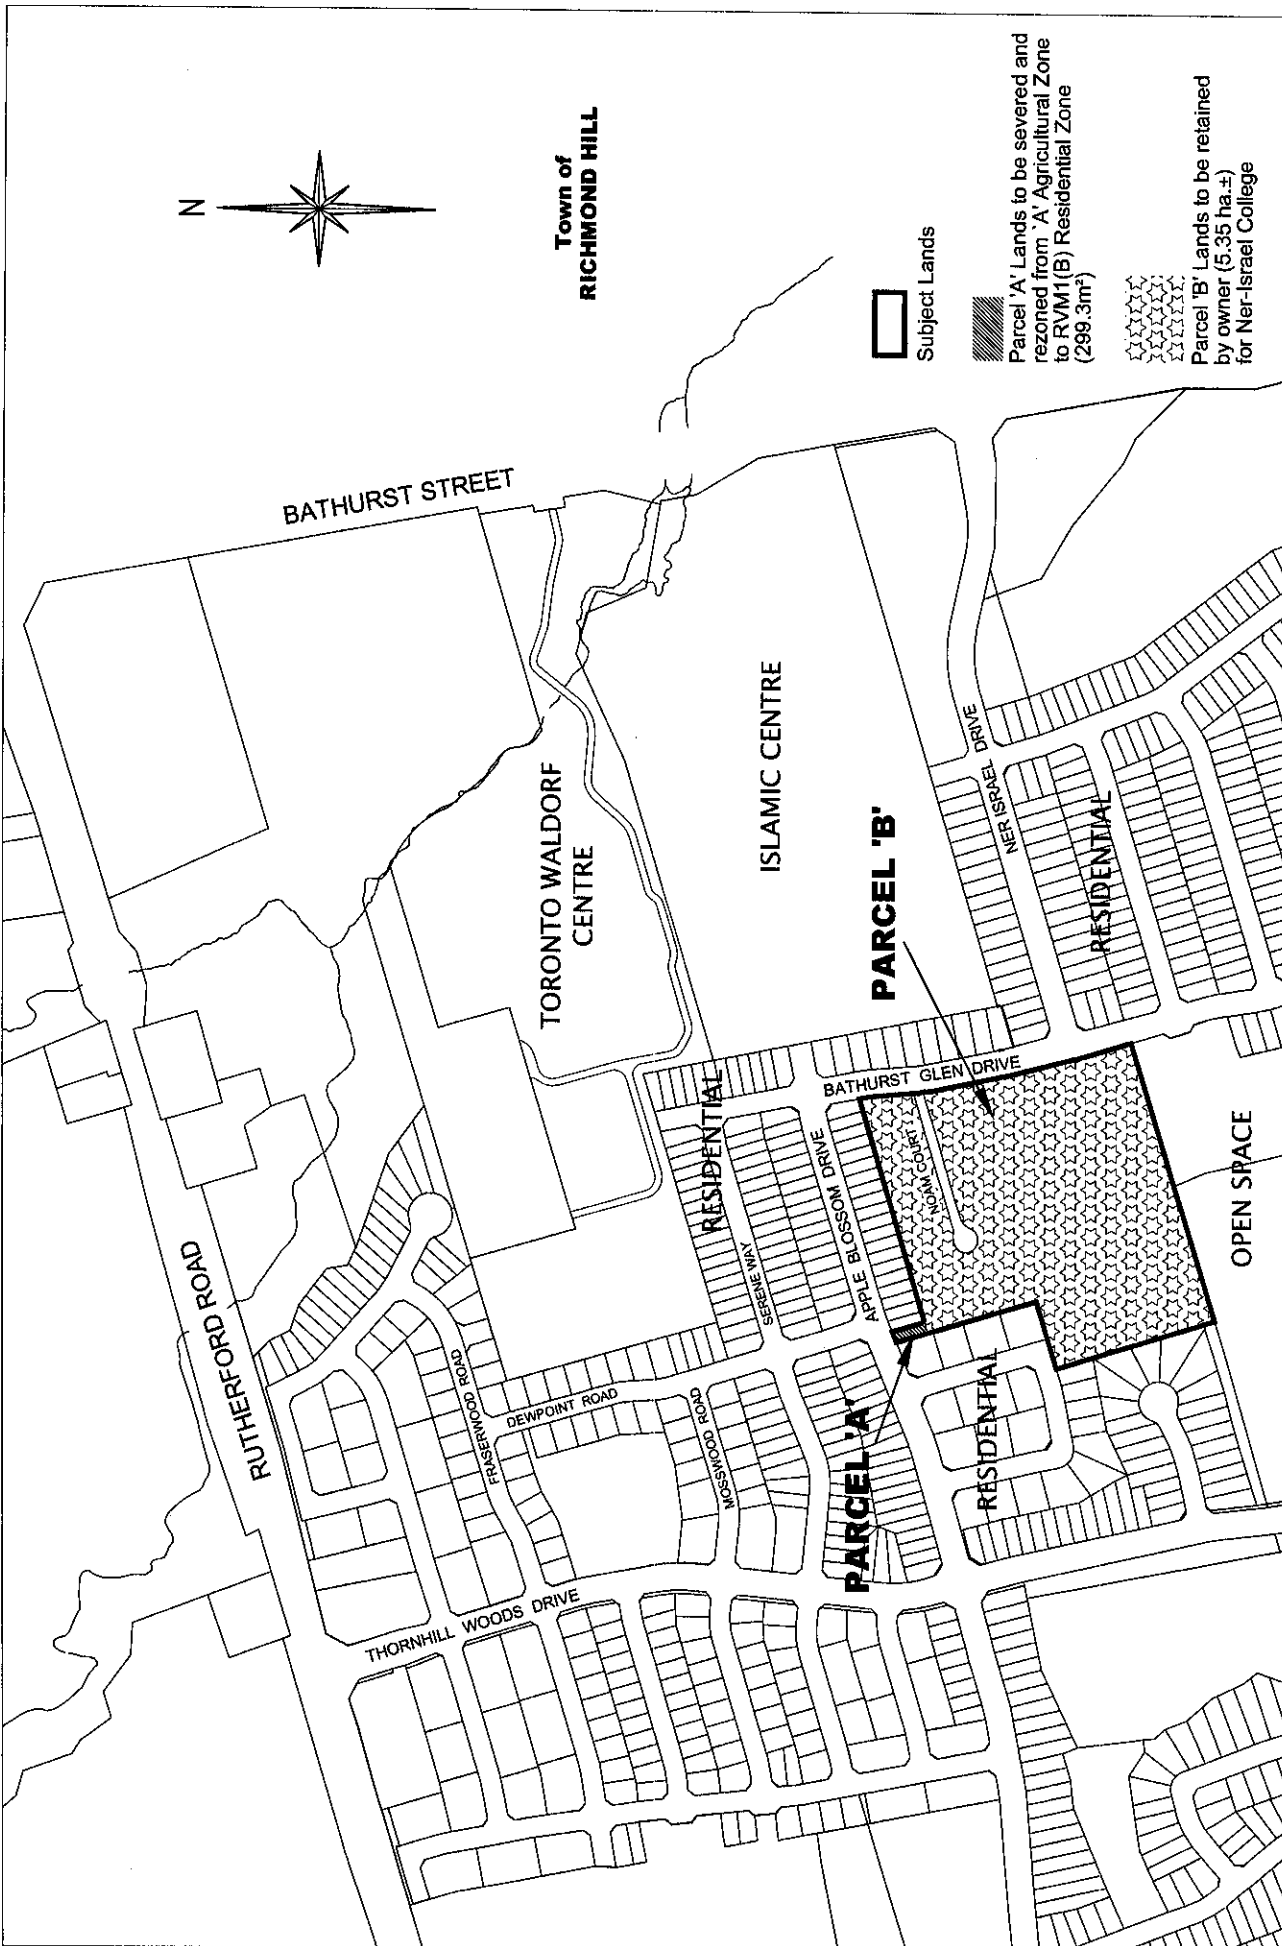 N
Town of
RICHMOND HILL
BATHURST STREET
RUTHERFORD ROAD
TORONTO WALDORF
CENTRE
ISLAMIC CENTRE
NER ISRAEL DRIVE
RESIDENTIAL
PARCEL 'B'
BATHURST GLEN DRIVE
NOAM COURT
RESIDENTIAL
APPLE BLOSSOM DRIVE
SERENE WAY
OPEN SPACE
FRASERWOOD ROAD
DEWPOINT ROAD
MOSSWOOD ROAD
PARCEL 'A'
RESIDENTIAL
THORNHILL WOODS DRIVE
Subject Lands
Parcel 'A' Lands to be severed and
rezoned from `A' Agricultural Zone
to RVM1(B) Residential Zone
(299.3m²)
Parcel 'B' Lands to be retained
by owner (5.35 ha.±)
for Ner-Israel College